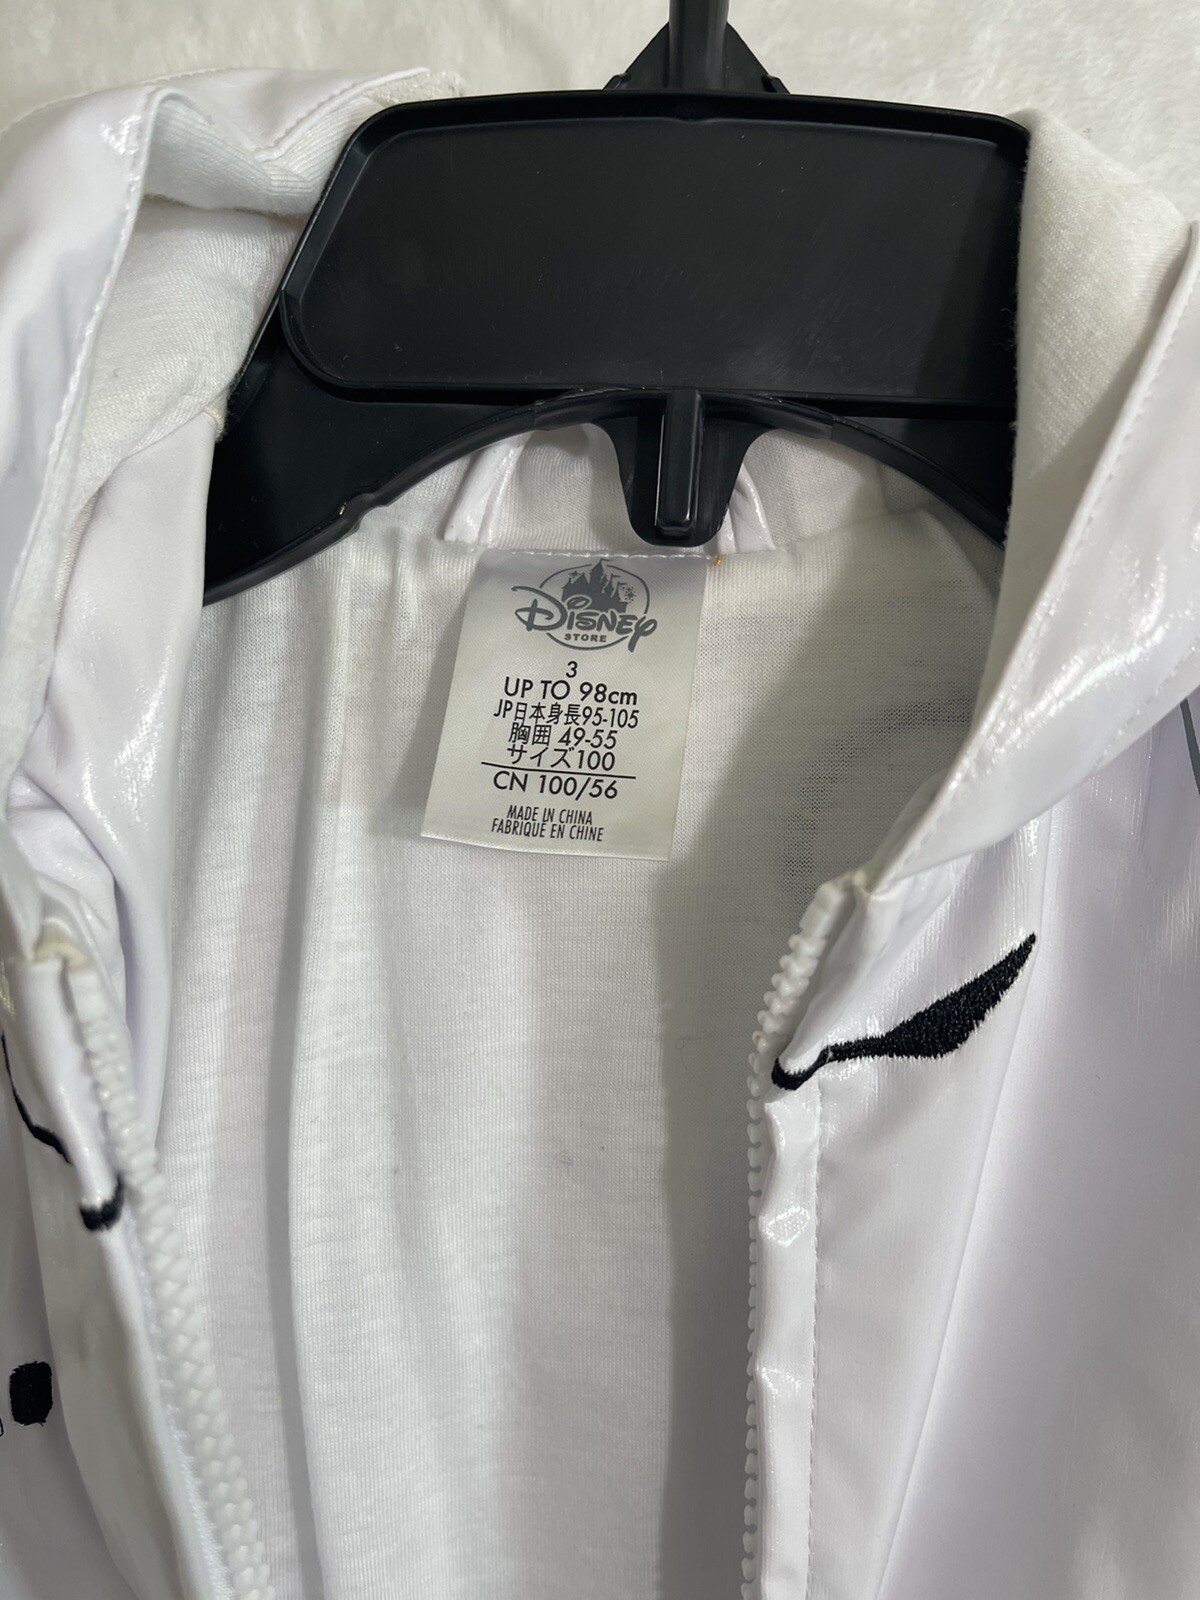 Disney
STORE
3
UP TO 98cm
JP日本身長95-105
胸囲 49-55
サイズ100
CN 100/56
MADE IN CHINA
FABRIQUÉ EN CHINE